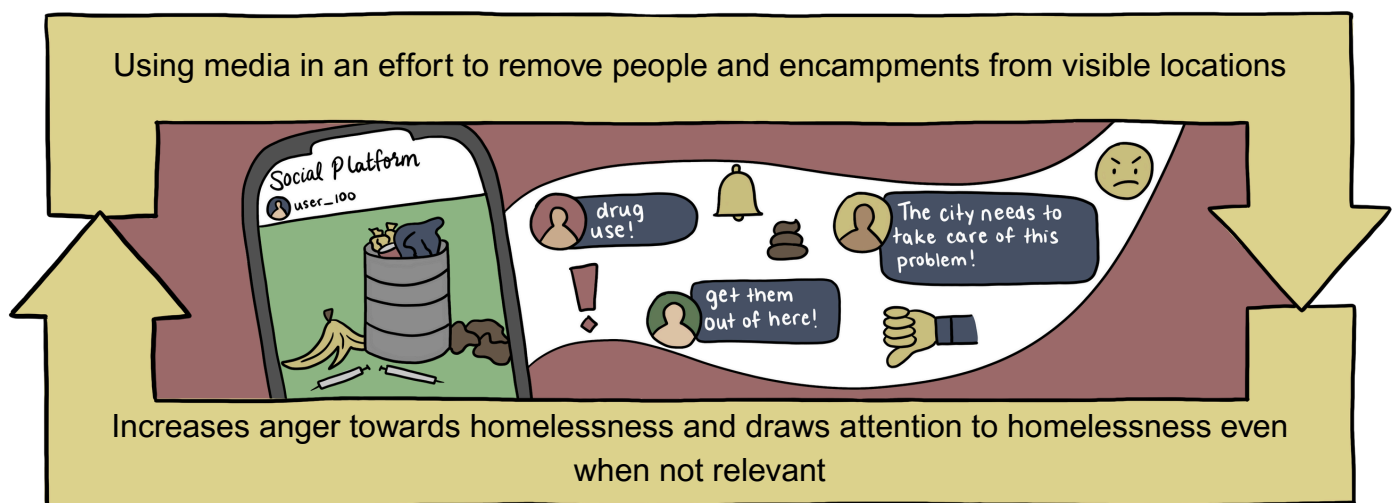 Using media in an effort to remove people and encampments from visible locations
Social Platform
user_100
drug
use!
The city needs to
take care of this
problem!
get them
out of here!
Increases anger towards homelessness and draws attention to homelessness even
when not relevant